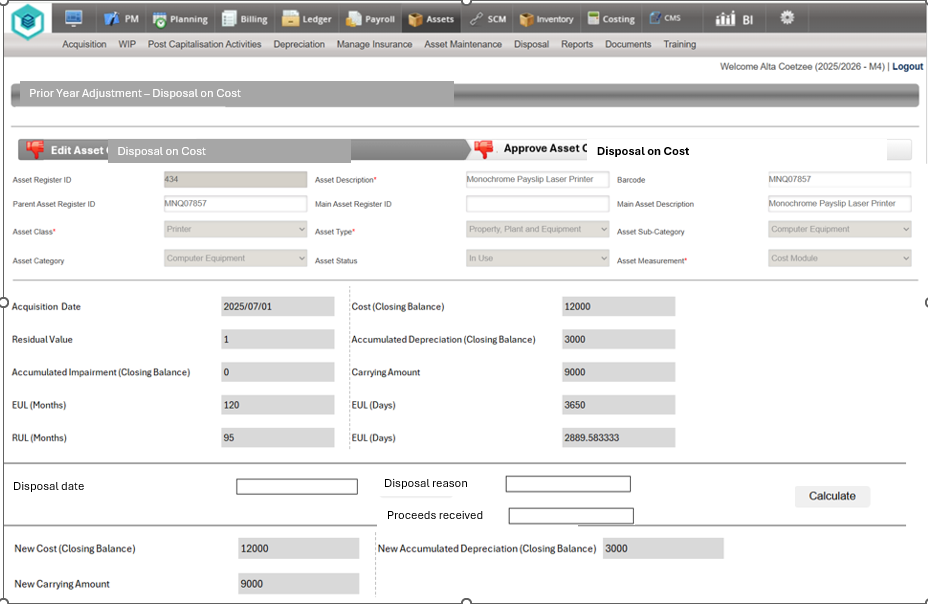 PM Planning Billing Ledger Payroll Assets SCM Inventory Costing CMS BI
Acquisition WIP Post Capitalisation Activities Depreciation Manage Insurance Asset Maintenance Disposal Reports Documents Training
Welcome Alta Coetzee (2025/2026 - M4) | Logout
Prior Year Adjustment – Disposal on Cost
Edit Asset Disposal on Cost Approve Asset C Disposal on Cost
Asset Register ID 434 Asset Description* Monochrome Payslip Laser Printer Barcode MNQ07857
Parent Asset Register ID MNQ07857 Main Asset Register ID Main Asset Description Monochrome Payslip Laser Printer
Asset Class* Printer Asset Type* Property, Plant and Equipment Asset Sub-Category Computer Equipment
Asset Category Computer Equipment Asset Status In Use Asset Measurement* Cost Module
Acquisition Date 2025/07/01 Cost (Closing Balance) 12000
Residual Value 1 Accumulated Depreciation (Closing Balance) 3000
Accumulated Impairment (Closing Balance) 0 Carrying Amount 9000
EUL (Months) 120 EUL (Days) 3650
RUL (Months) 95 EUL (Days) 2889.583333
Disposal date Disposal reason
Calculate
Proceeds received
New Cost (Closing Balance) 12000 New Accumulated Depreciation (Closing Balance) 3000
New Carrying Amount 9000